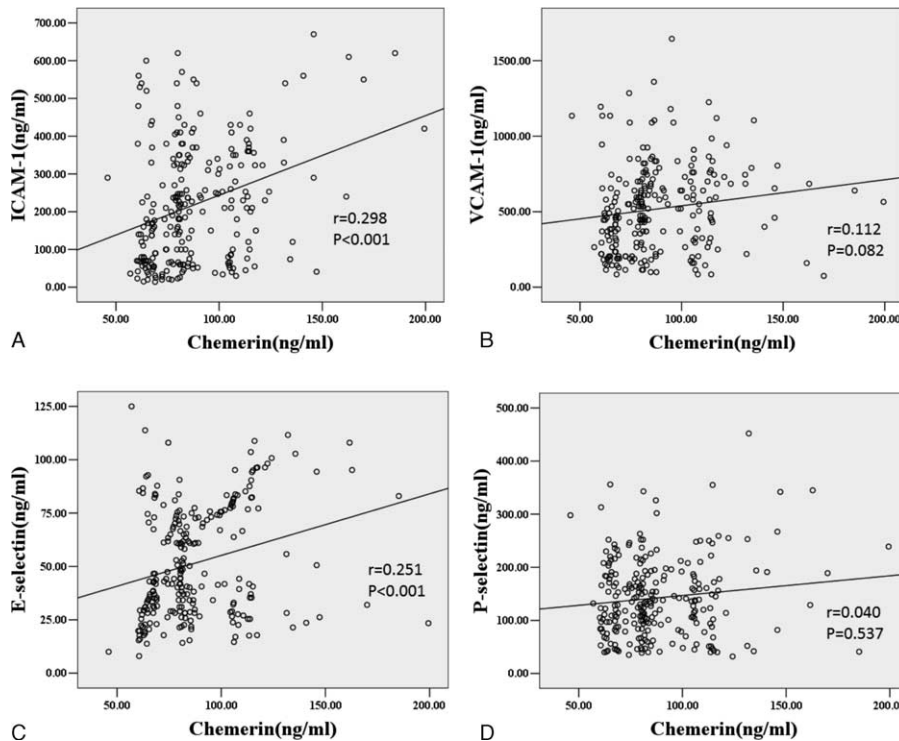 700.00
600.00
500.00
400.00
300.00
200.00
100.00
0.00
ICAM-1(ng/ml)
r=0.298
P<0.001
50.00 100.00 150.00 200.00
Chemerin(ng/ml)
A
1500.00
1000.00
500.00
0.00
VCAM-1(ng/ml)
r=0.112
P=0.082
50.00 100.00 150.00 200.00
Chemerin(ng/ml)
B
125.00
100.00
75.00
50.00
25.00
0.00
E-selectin(ng/ml)
r=0.251
P<0.001
50.00 100.00 150.00 200.00
Chemerin(ng/ml)
C
500.00
400.00
300.00
200.00
100.00
0.00
P-selectin(ng/ml)
r=0.040
P=0.537
50.00 100.00 150.00 200.00
Chemerin(ng/ml)
D